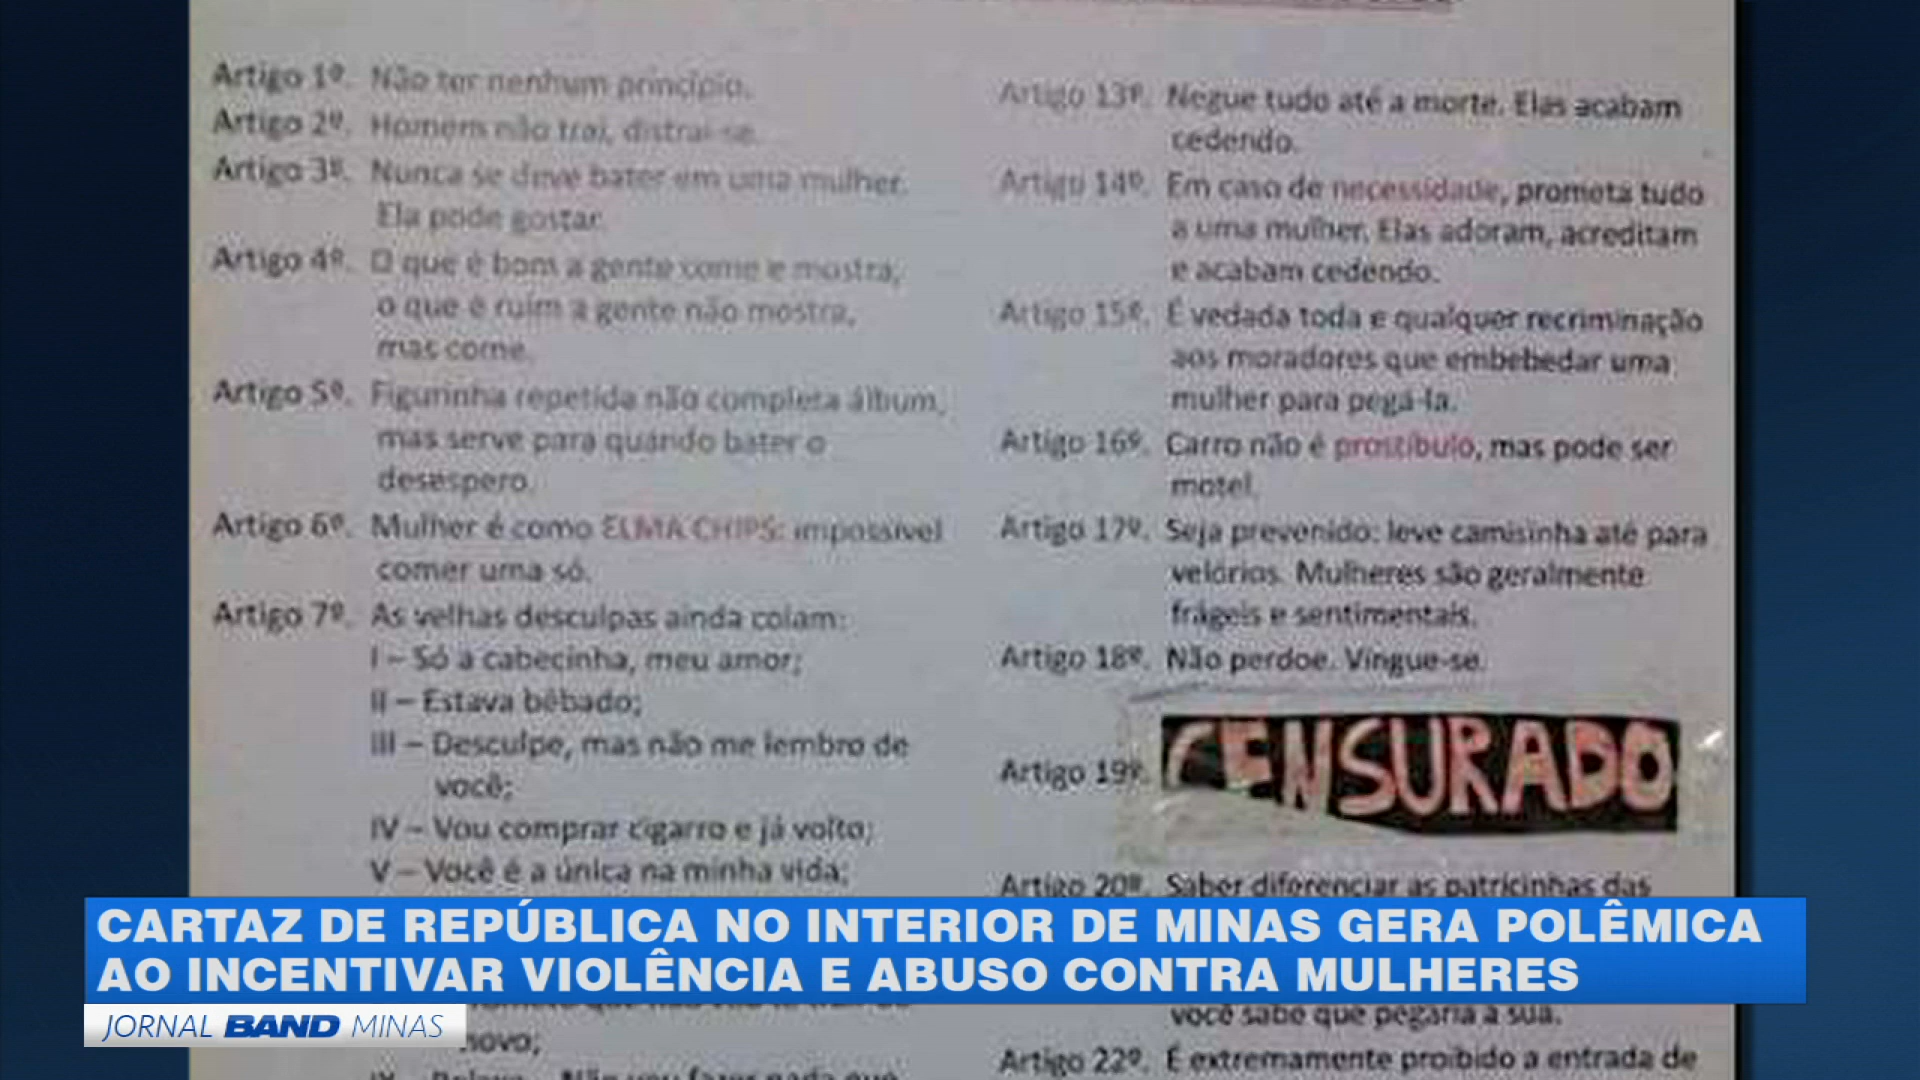 Artigo 1º. Não ter nenhum princípio.
Artigo 2º. Homem não trai, distrai-se.
Artigo 3º. Nunca se deve bater em uma mulher.
Ela pode gostar.
Artigo 4º. O que é bom a gente come e mostra,
o que é ruim a gente não mostra,
mas come.
Artigo 5º. Figurinha repetida não completa álbum,
mas serve para quando bater o
desespero.
Artigo 6º. Mulher é como ELMA CHIPS: impossível
comer uma só.
Artigo 7º. As velhas desculpas ainda colam:
I – Só a cabecinha, meu amor;
II – Estava bêbado;
III – Desculpe, mas não me lembro de
você;
IV – Vou comprar cigarro e já volto;
V – Você é a única na minha vida;
novo;
Artigo 13º. Negue tudo até a morte. Elas acabam
cedendo.
Artigo 14º. Em caso de necessidade, prometa tudo
a uma mulher. Elas adoram, acreditam
e acabam cedendo.
Artigo 15º. É vedada toda e qualquer recriminação
aos moradores que embebedar uma
mulher para pegá-la.
Artigo 16º. Carro não é prostíbulo, mas pode ser
motel.
Artigo 17º. Seja prevenido: leve camisinha até para
velórios. Mulheres são geralmente
frágeis e sentimentais.
Artigo 18º. Não perdoe. Vingue-se.
Artigo 19º. CENSURADO
Artigo 20º. Saber diferenciar as patricinhas das
você sabe que pegaria a sua.
Artigo 22º. É extremamente proibido a entrada de
CARTAZ DE REPÚBLICA NO INTERIOR DE MINAS GERA POLÊMICA
AO INCENTIVAR VIOLÊNCIA E ABUSO CONTRA MULHERES
JORNAL BAND MINAS